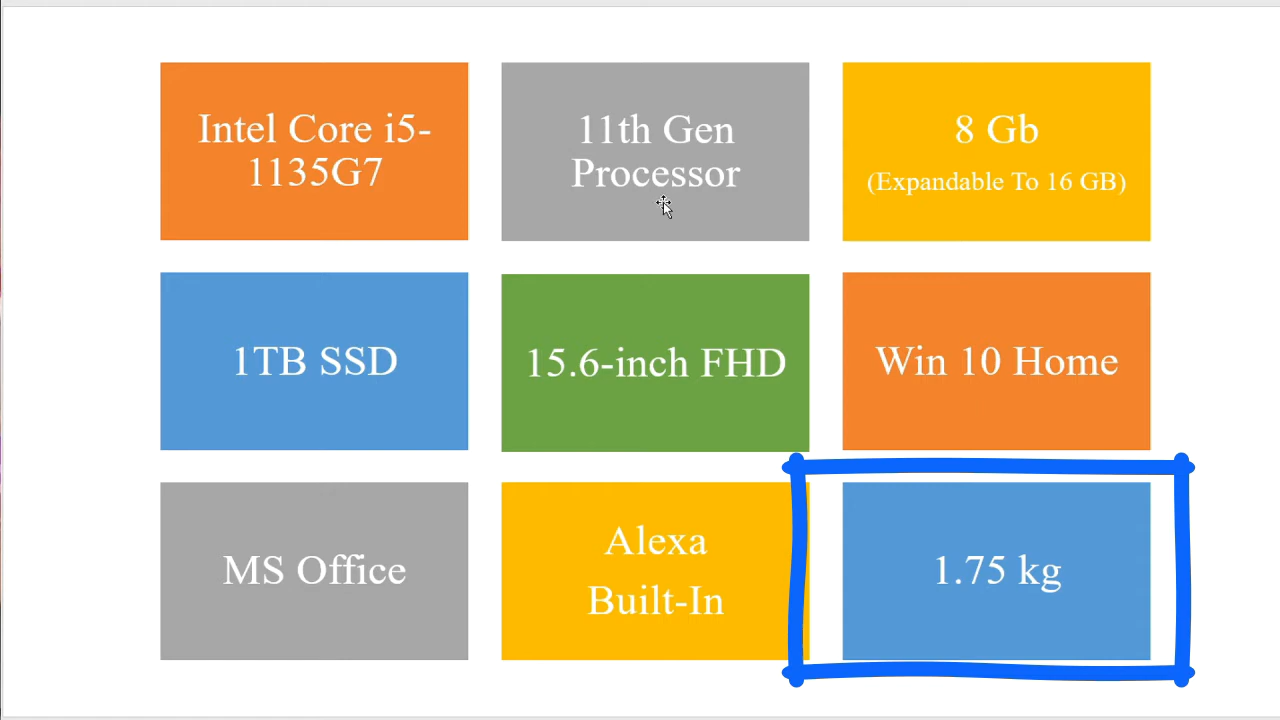 Intel Core i5-
1135G7
11th Gen
Processor
8 Gb
(Expandable To 16 GB)
1TB SSD
15.6-inch FHD
Win 10 Home
MS Office
Alexa
Built-In
1.75 kg